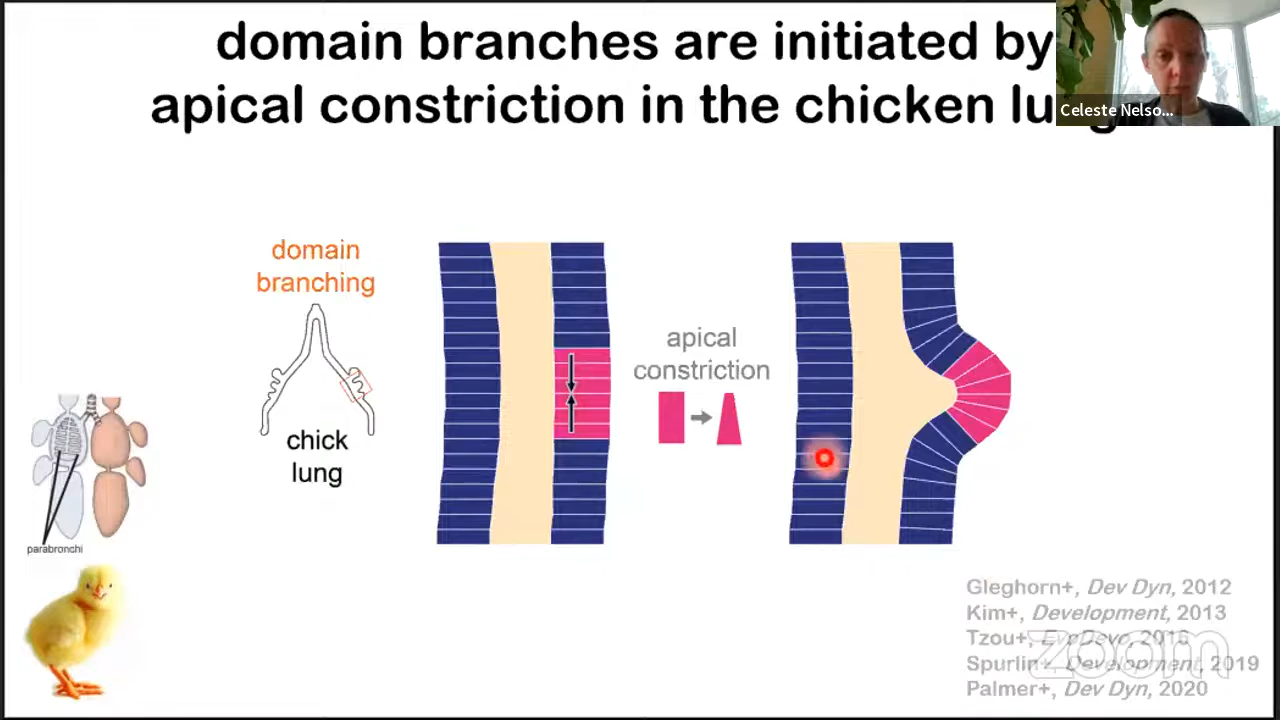 domain branches are initiated by
apical constriction in the chicken lung
Celeste Nelso...
domain
branching
chick
lung
apical
constriction
parabronchi
Gleghorn+, Dev Dyn, 2012
Kim+, Development, 2013
Tzou+, EvoDevo, 2016
Spurlin+, Development, 2019
Palmer+, Dev Dyn, 2020
zoom